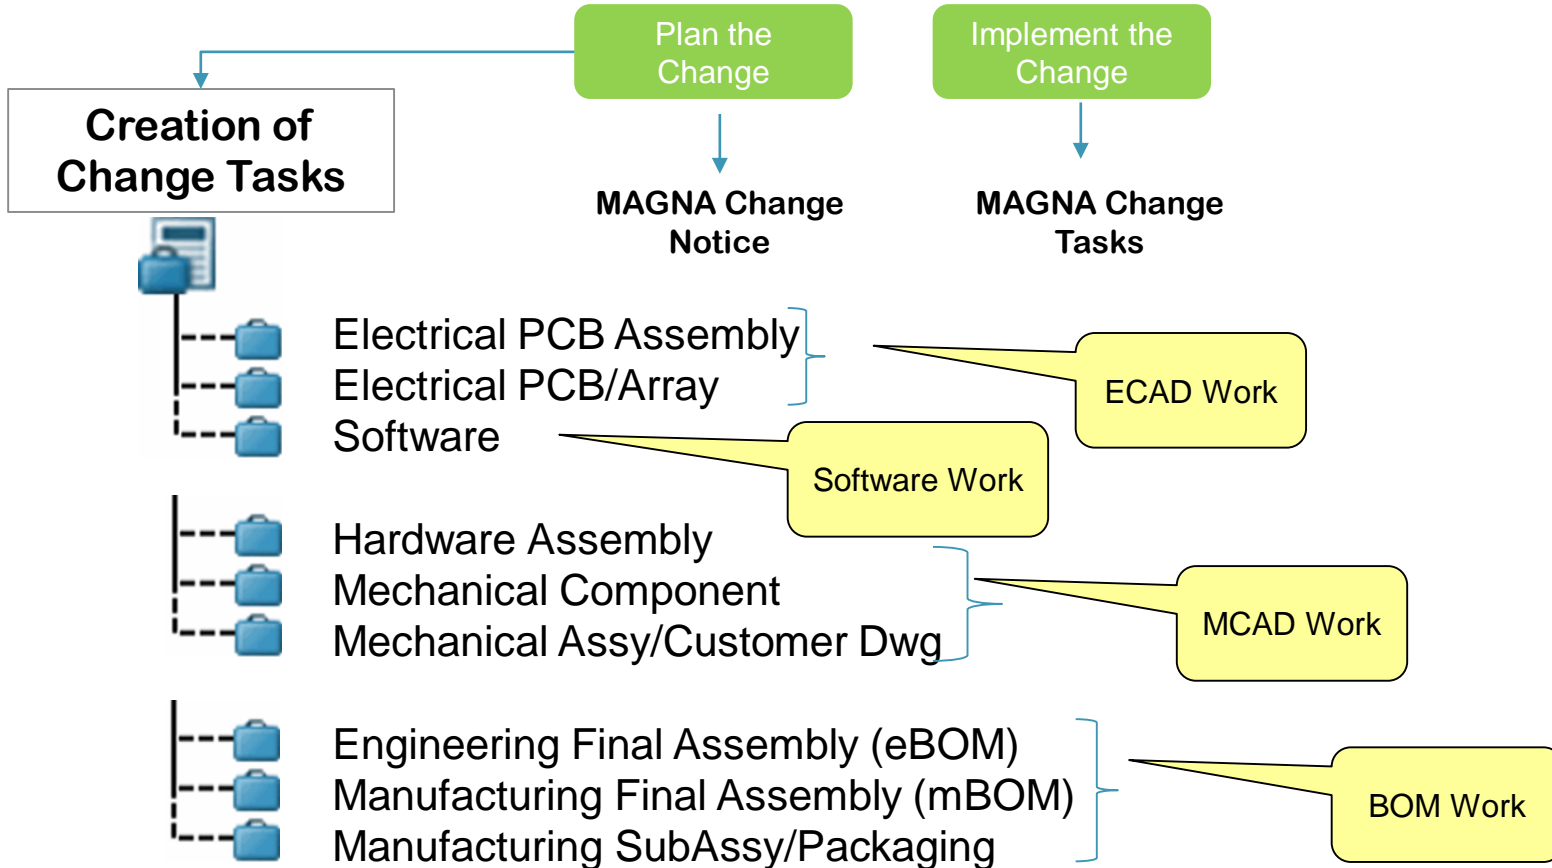 Plan the
Change
Implement the
Change
Creation of
Change Tasks
MAGNA Change
Notice
MAGNA Change
Tasks
Electrical PCB Assembly
Electrical PCB/Array
Software
ECAD Work
Software Work
Hardware Assembly
Mechanical Component
Mechanical Assy/Customer Dwg
MCAD Work
Engineering Final Assembly (eBOM)
Manufacturing Final Assembly (mBOM)
Manufacturing SubAssy/Packaging
BOM Work